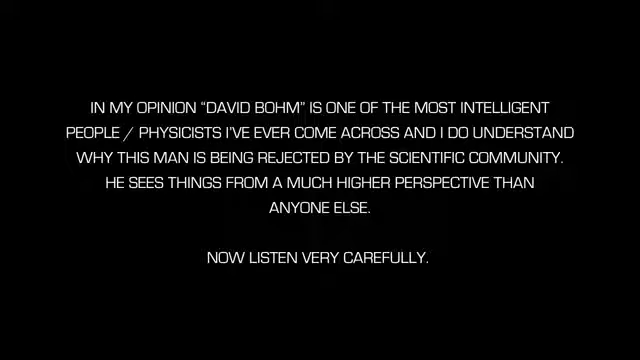 IN MY OPINION “DAVID BOHM” IS ONE OF THE MOST INTELLIGENT
PEOPLE / PHYSICISTS I'VE EVER COME ACROSS AND I DO UNDERSTAND
WHY THIS MAN IS BEING REJECTED BY THE SCIENTIFIC COMMUNITY.
HE SEES THINGS FROM A MUCH HIGHER PERSPECTIVE THAN
ANYONE ELSE.
NOW LISTEN VERY CAREFULLY.